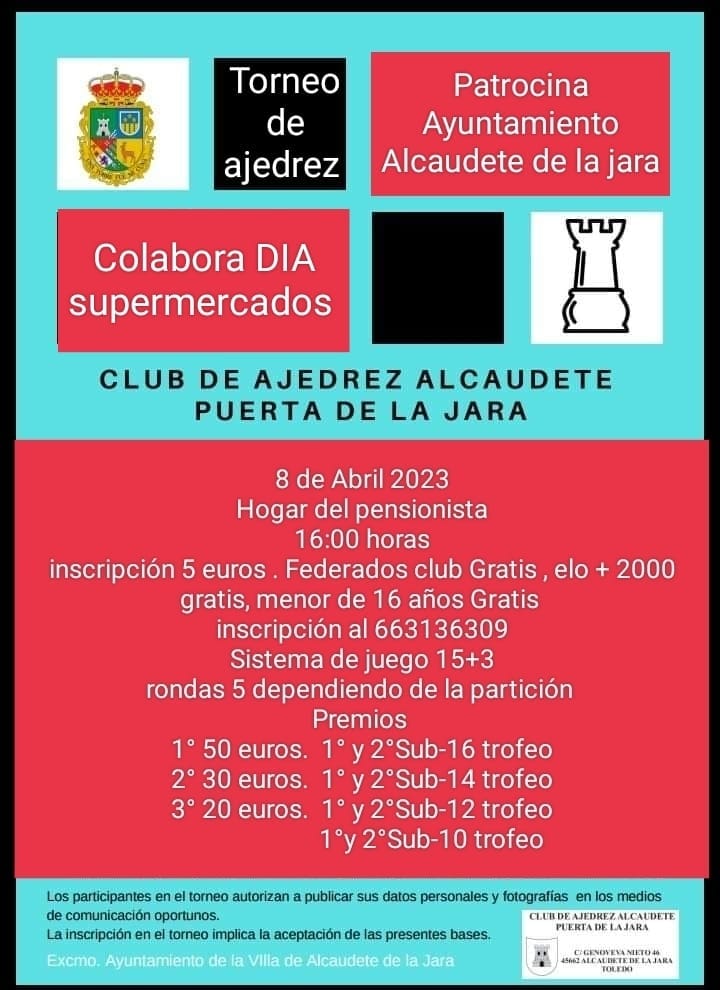 Torneo
de
ajedrez
Patrocina
Ayuntamiento
Alcaudete de la jara
Colabora DIA
supermercados
CLUB DE AJEDREZ ALCAUDETE
PUERTA DE LA JARA
8 de Abril 2023
Hogar del pensionista
16:00 horas
inscripción 5 euros . Federados club Gratis , elo + 2000
gratis, menor de 16 años Gratis
inscripción al 663136309
Sistema de juego 15+3
rondas 5 dependiendo de la partición
Premios
1° 50 euros. 1° y 2°Sub-16 trofeo
2° 30 euros. 1° y 2°Sub-14 trofeo
3° 20 euros. 1° y 2°Sub-12 trofeo
1°y 2°Sub-10 trofeo
Los participantes en el torneo autorizan a publicar sus datos personales y fotografías en los medios
de comunicación oportunos.
La inscripción en el torneo implica la aceptación de las presentes bases.
Excmo. Ayuntamiento de la VIlla de Alcaudete de la Jara
CLUB DE AJEDREZ ALCAUDETE
PUERTA DE LA JARA
C/ GENOVEVA NIETO 46
45662 ALCAUDETE DE LA JARA
TOLEDO